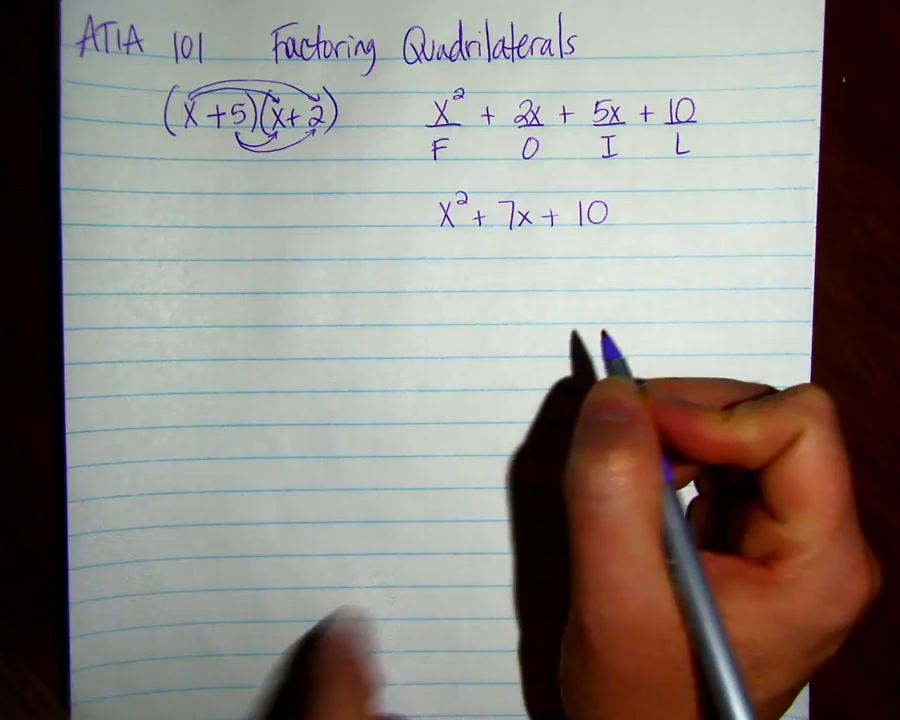 ATIA 101 Factoring Quadrilaterals
(x + 5)(x + 2) x² + 2x + 5x + 10
F O I L
x² + 7x + 10